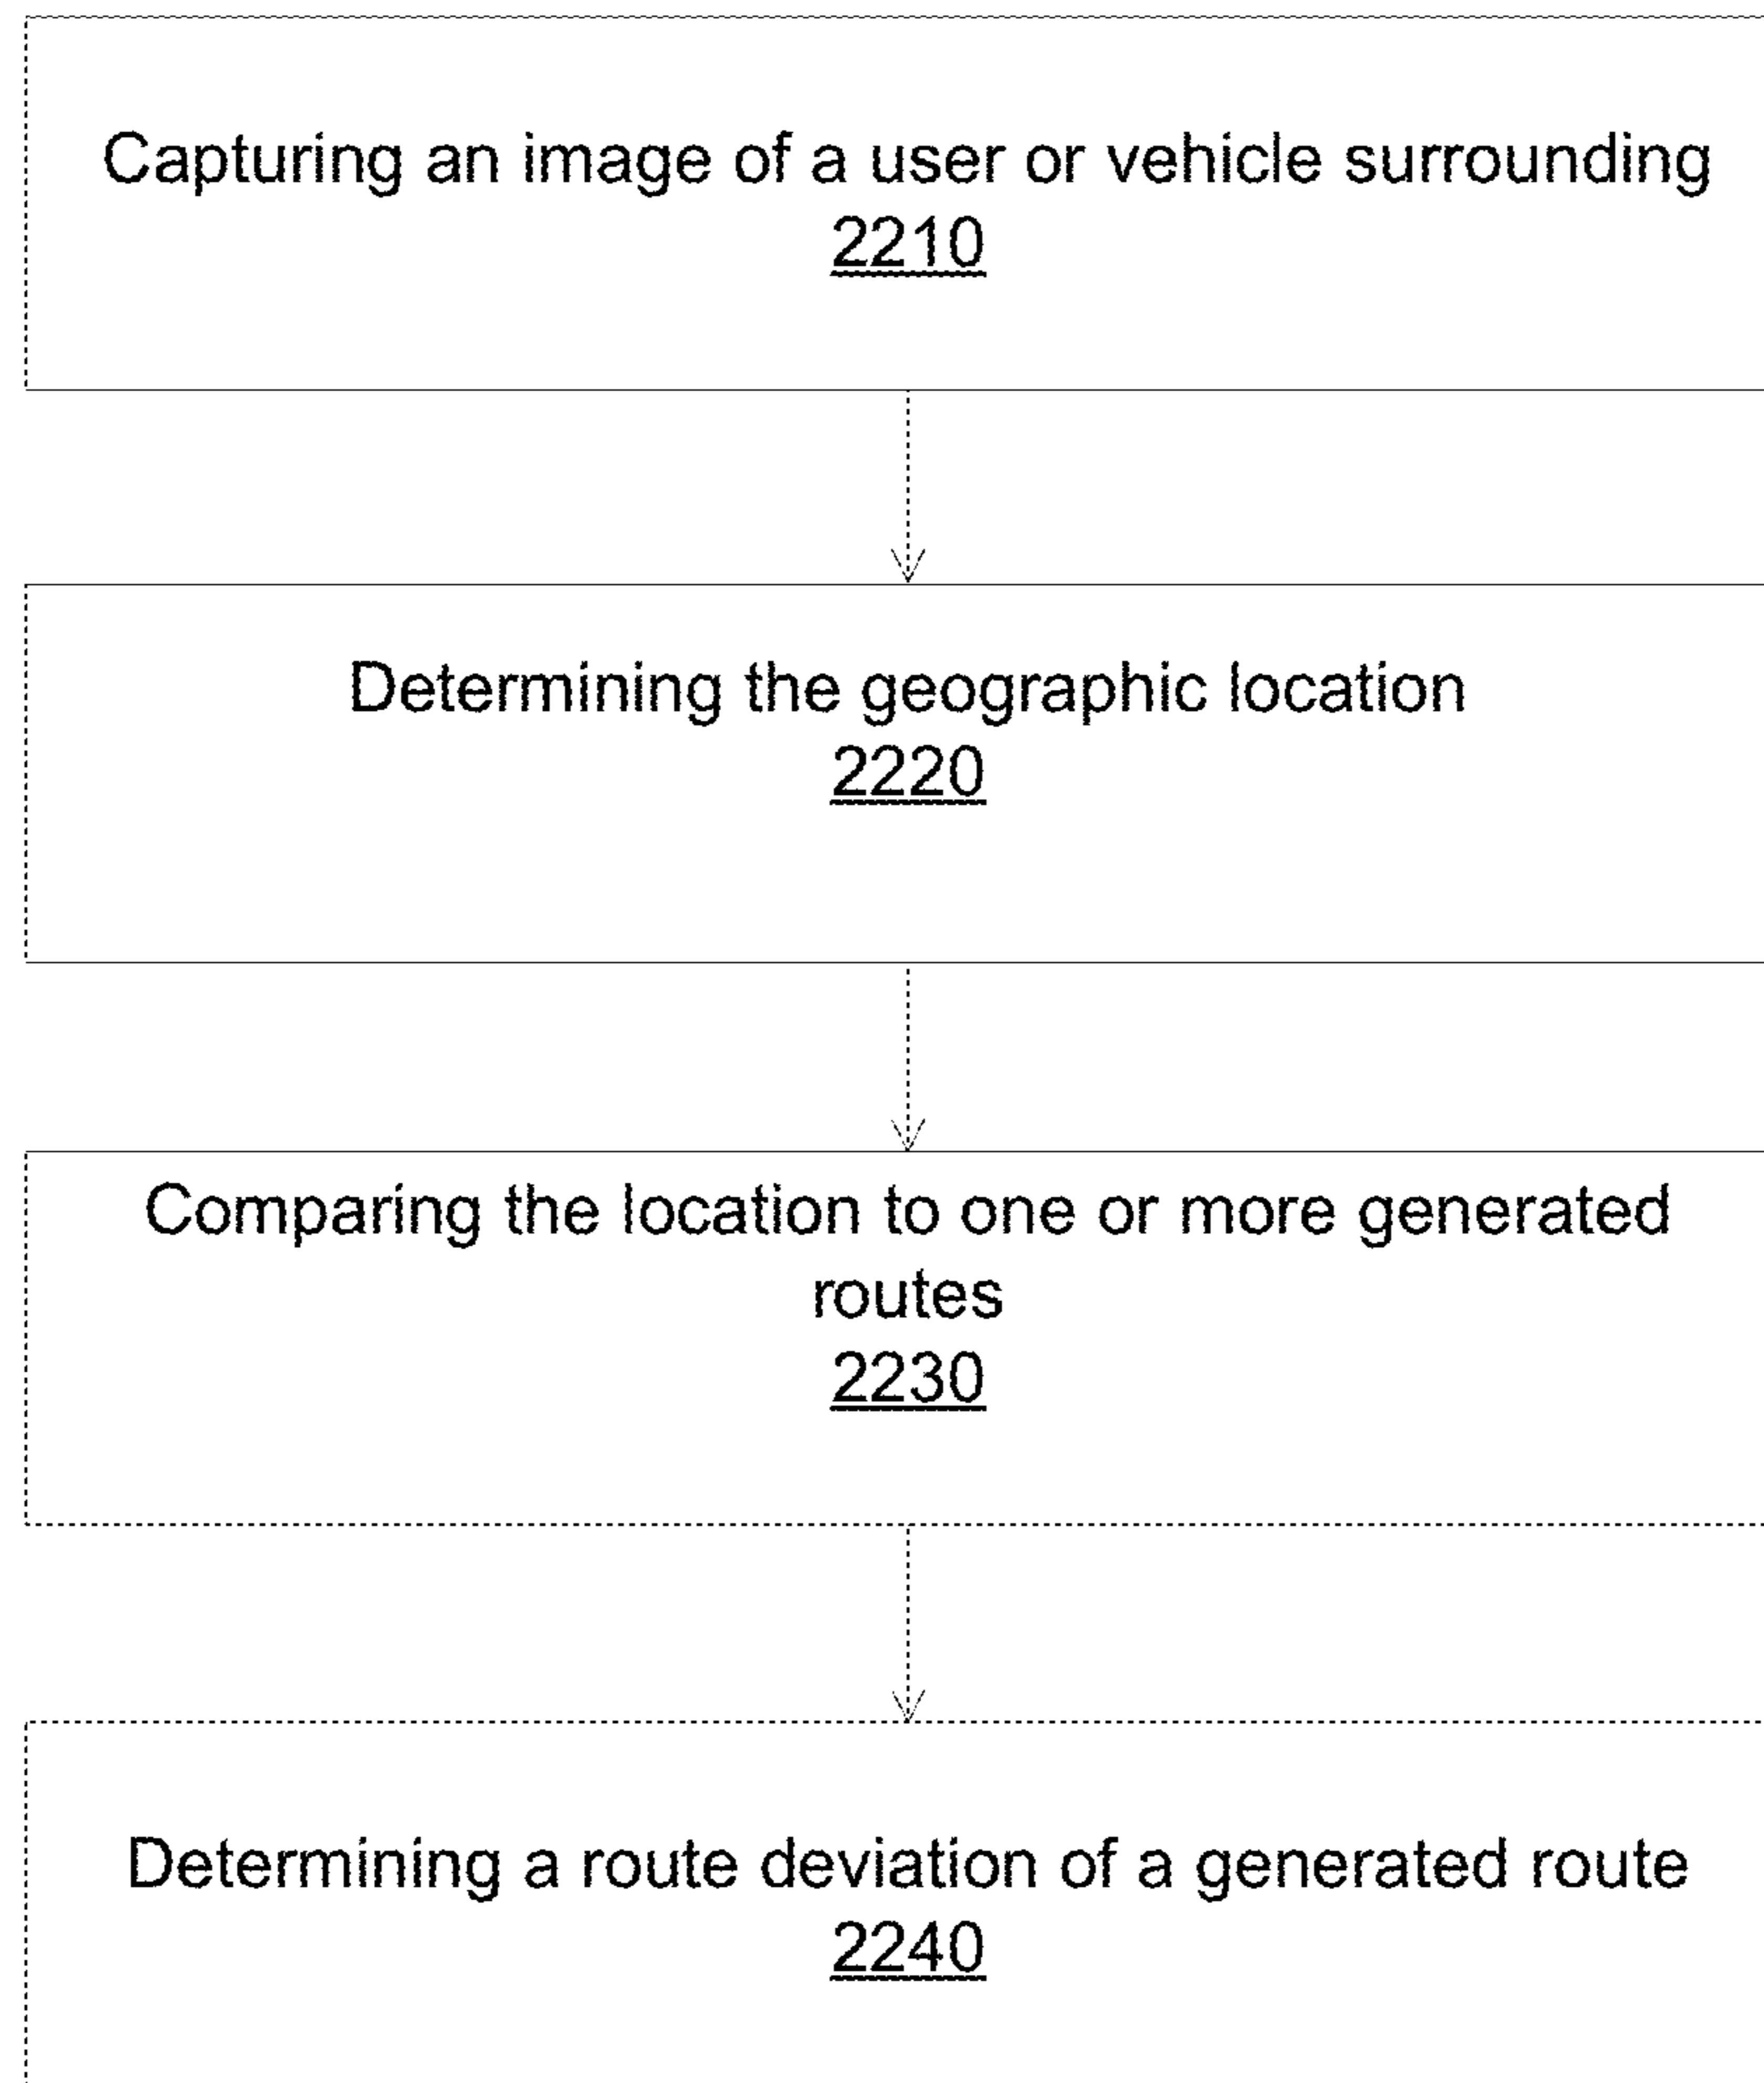 Capturing an image of a user or vehicle surrounding
2210
Determining the geographic location
2220
Comparing the location to one or more generated
routes
2230
Determining a route deviation of a generated route
2240